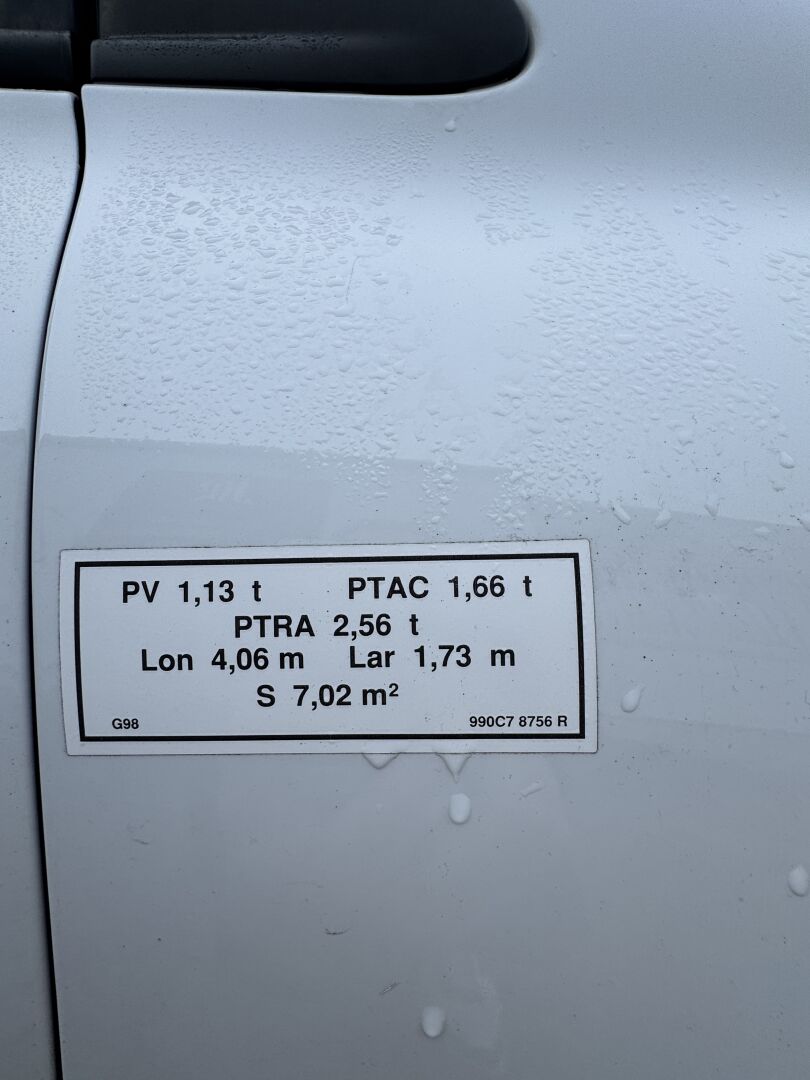 PV 1,13 t PTAC 1,66 t
PTRA 2,56 t
Lon 4,06 m Lar 1,73 m
S 7,02 m²
G98 990C7 8756 R